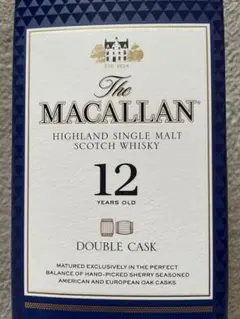 EST 1824
The
MACALLAN
HIGHLAND SINGLE MALT
SCOTCH WHISKY
12
YEARS OLD
DOUBLE CASK
MATURED EXCLUSIVELY IN THE PERFECT
BALANCE OF HAND-PICKED SHERRY SEASONED
AMERICAN AND EUROPEAN OAK CASKS